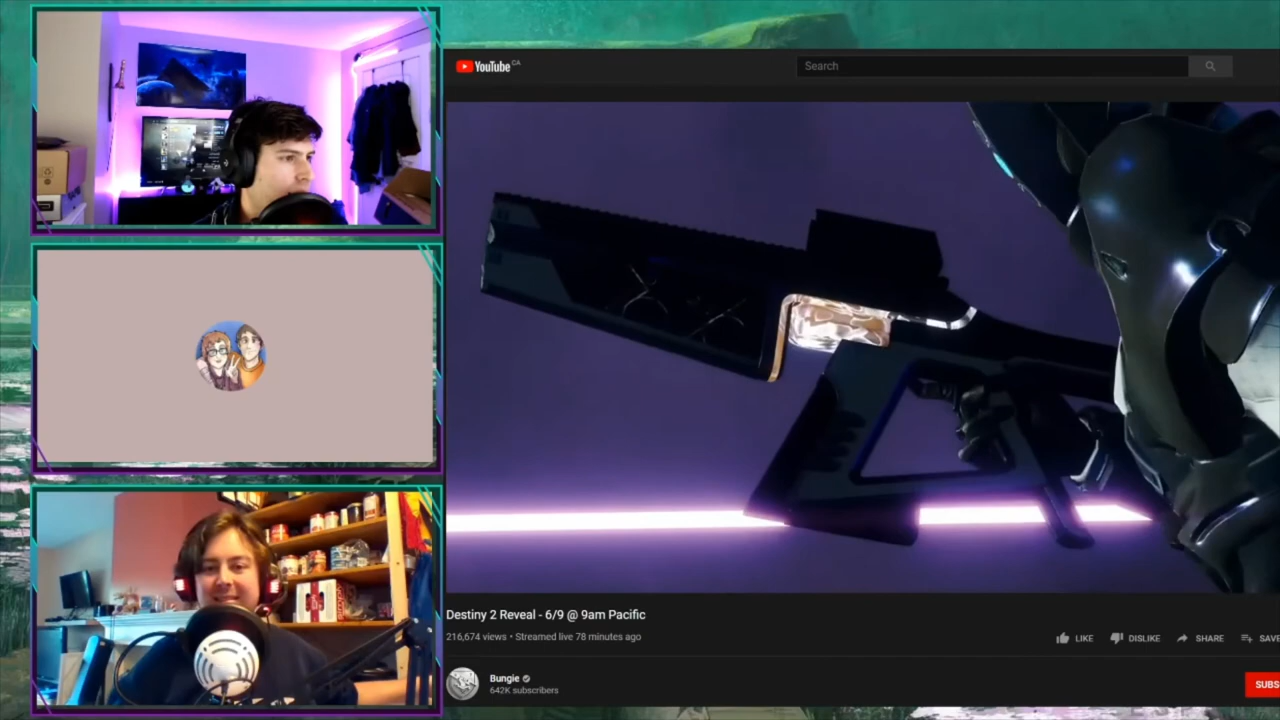 YouTube CA
Search
Destiny 2 Reveal - 6/9 @ 9am Pacific
216,674 views • Streamed live 78 minutes ago
LIKE DISLIKE SHARE SAVE
Bungie
642K subscribers
SUBS